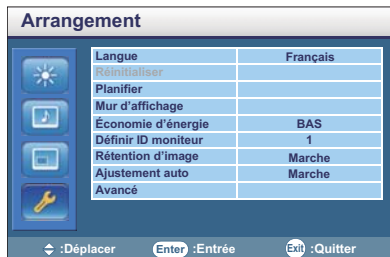 Arrangement
Langue Français
Réinitialiser
Planifier
Mur d'affichage
Économie d'énergie BAS
Définir ID moniteur 1
Rétention d'image Marche
Ajustement auto Marche
Avancé
:Déplacer Enter :Entrée Exit :Quitter